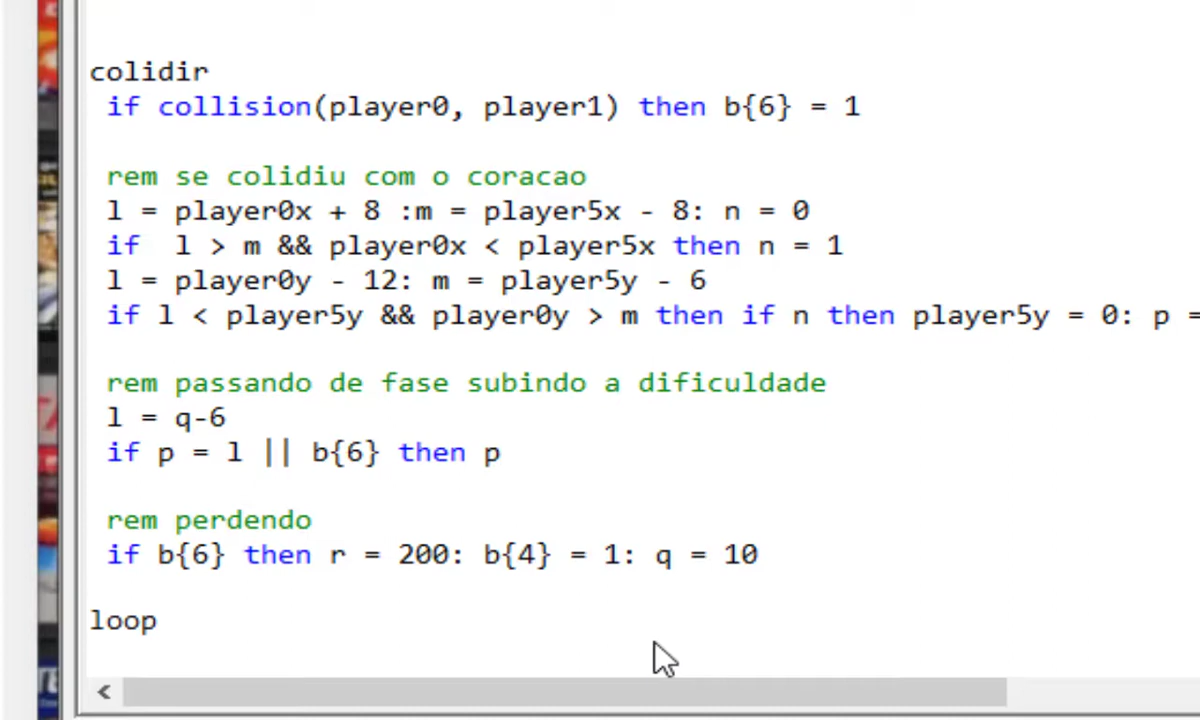 colidir
if collision(player0, player1) then b{6} = 1
rem se colidiu com o coracao
l = player0x + 8 :m = player5x - 8: n = 0
if  l > m && player0x < player5x then n = 1
l = player0y - 12: m = player5y - 6
if l < player5y && player0y > m then if n then player5y = 0: p =
rem passando de fase subindo a dificuldade
l = q-6
if p = l || b{6} then p
rem perdendo
if b{6} then r = 200: b{4} = 1: q = 10
loop